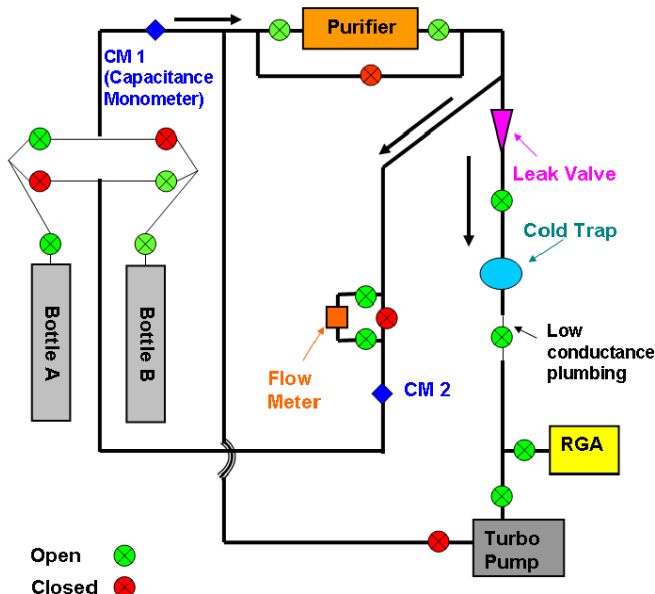 Purifier
CM 1
(Capacitance
Monometer)
Leak Valve
Cold Trap
Bottle A
Bottle B
Low
conductance
plumbing
Flow
Meter
CM 2
RGA
Turbo
Pump
Open
Closed